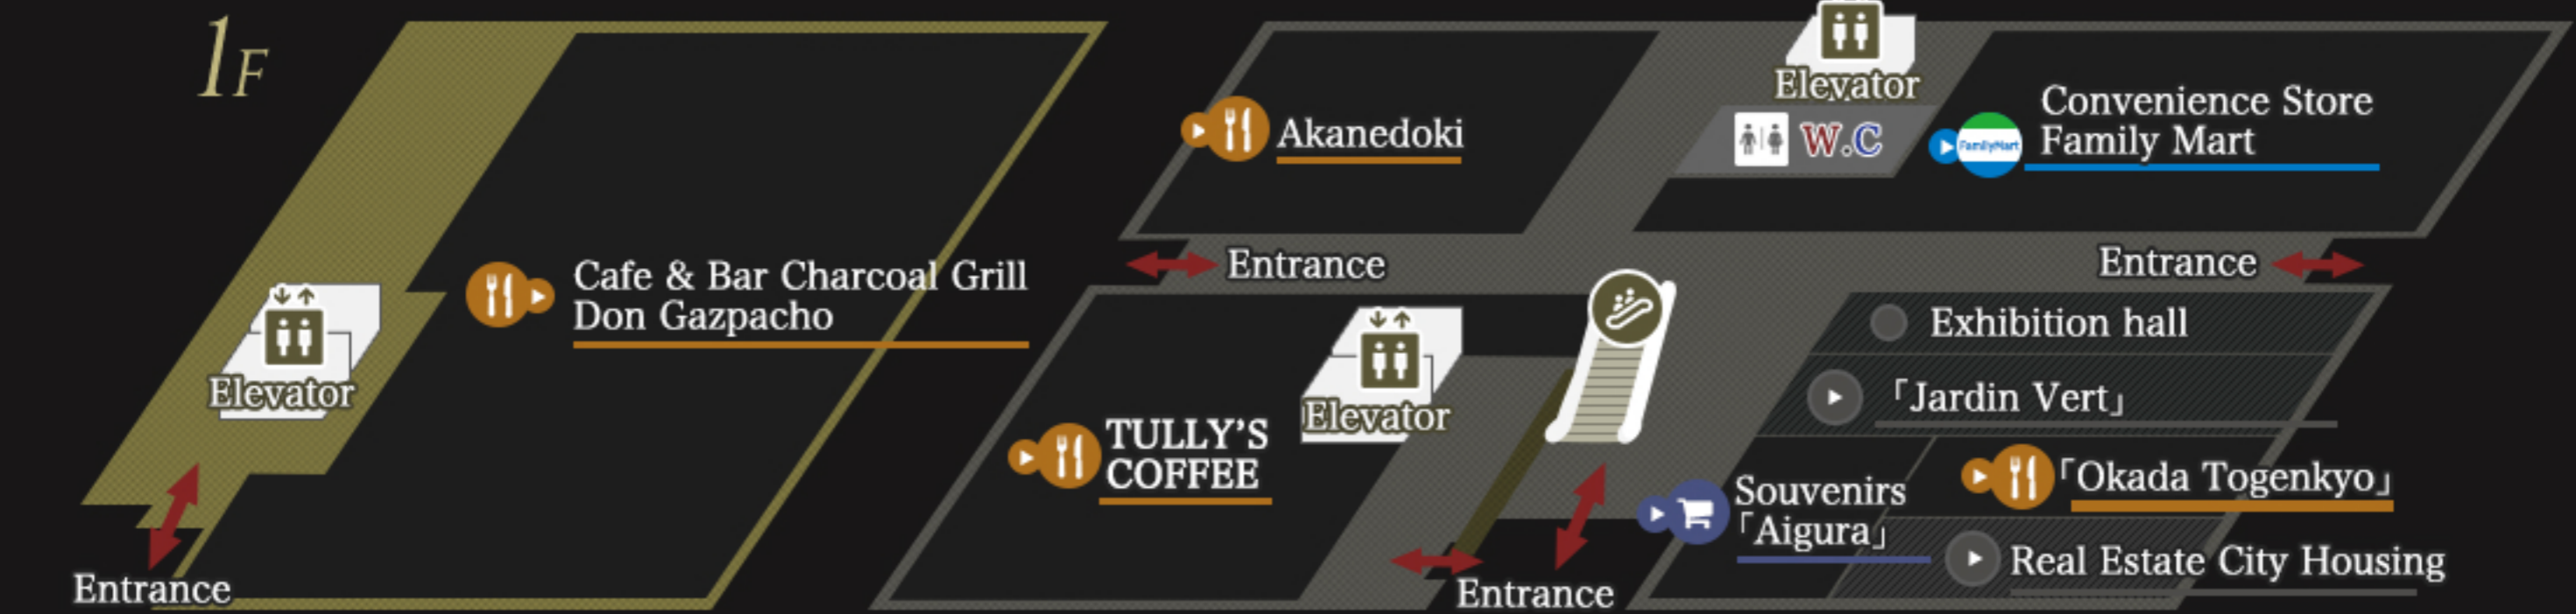 1F
Elevator
Entrance
Cafe & Bar Charcoal Grill
Don Gazpacho
Akanedoki
Elevator
W.C
FamilyMart
Convenience Store
Family Mart
Entrance
Entrance
Elevator
TULLY'S
COFFEE
Entrance
Exhibition hall
「Jardin Vert」
Souvenirs
「Aigura」
「Okada Togenkyo」
Real Estate City Housing